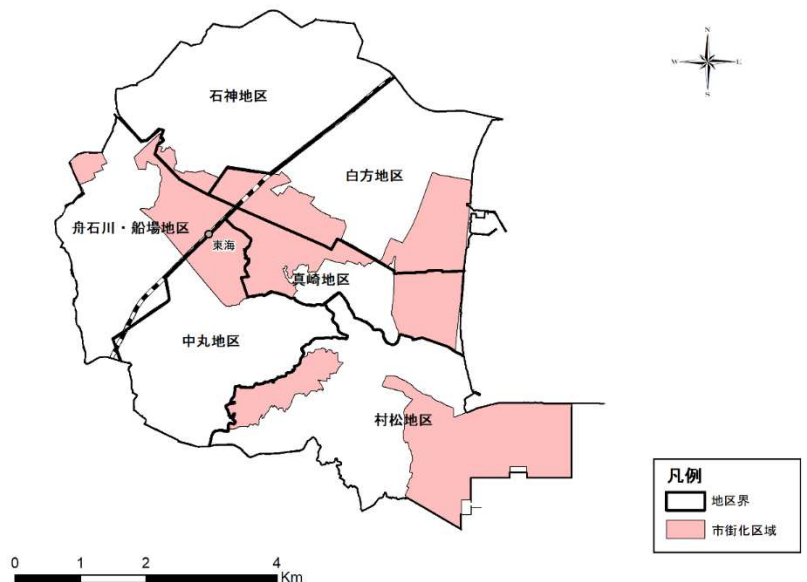 N
W E
S
石神地区
白方地区
舟石川・船場地区
東海
真崎地区
中丸地区
村松地区
凡例
地区界
市街化区域
0 1 2 4
Km